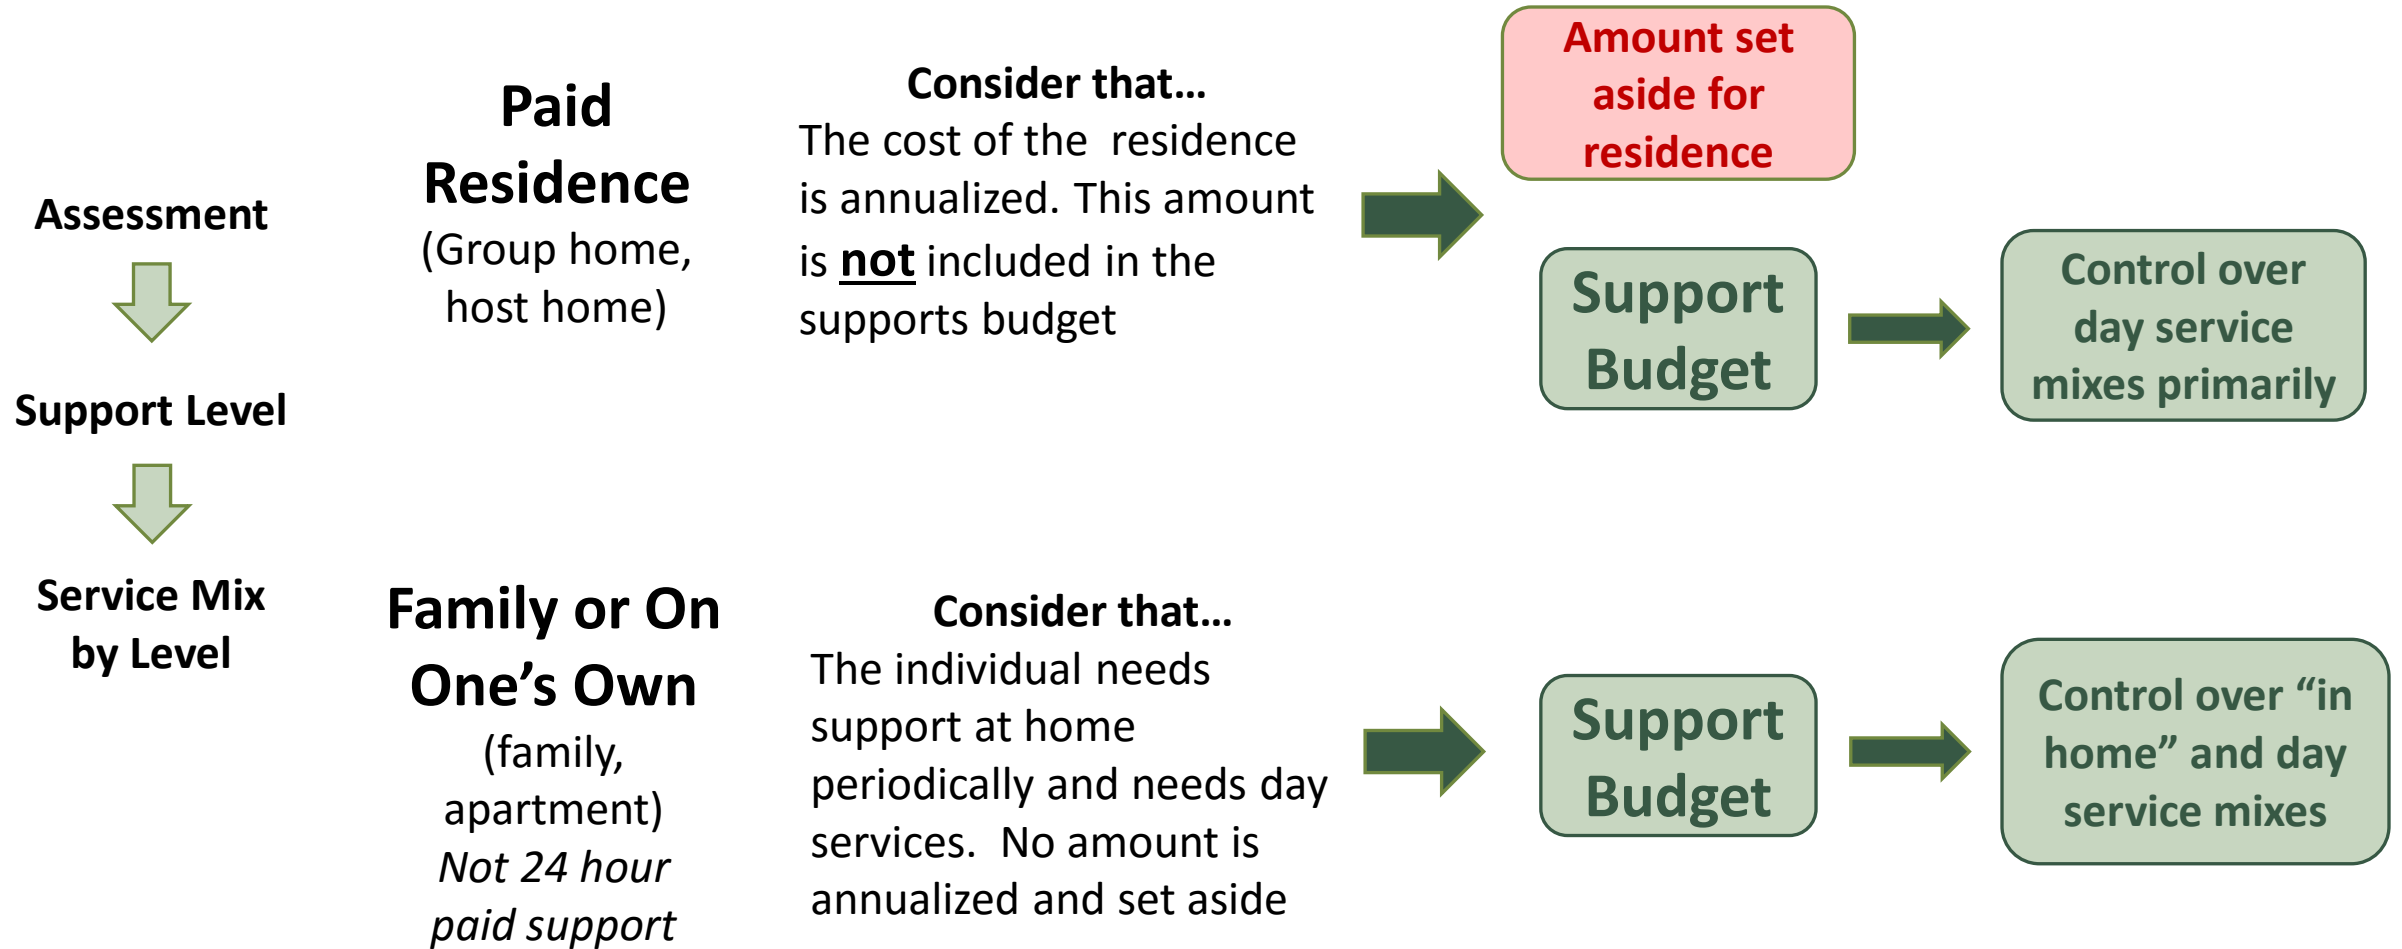 Assessment
Support Level
Service Mix
by Level
Paid
Residence
(Group home,
host home)
Consider that…
The cost of the  residence
is annualized. This amount
is not included in the
supports budget
Amount set
aside for
residence
Support
Budget
Control over
day service
mixes primarily
Family or On
One’s Own
(family,
apartment)
Not 24 hour
paid support
Consider that…
The individual needs
support at home
periodically and needs day
services.  No amount is
annualized and set aside
Support
Budget
Control over “in
home” and day
service mixes